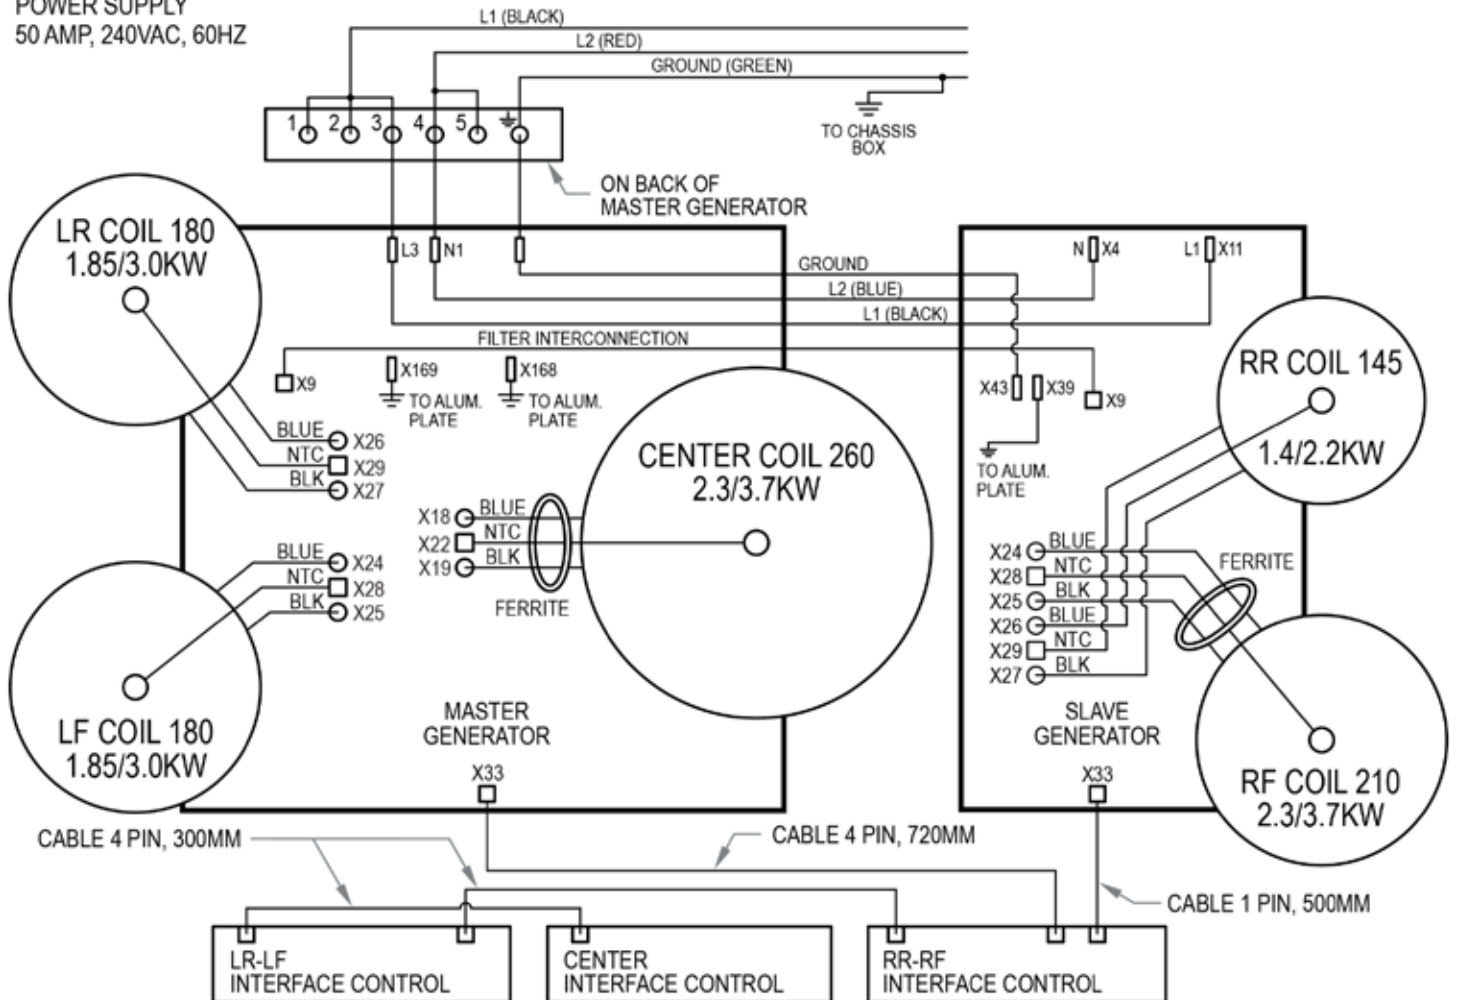 POWER SUPPLY
50 AMP, 240VAC, 60HZ
L1 (BLACK)
L2 (RED)
GROUND (GREEN)
1 2 3 4 5
TO CHASSIS
BOX
ON BACK OF
MASTER GENERATOR
LR COIL 180
1.85/3.0KW
L3 N1
N X4 L1 X11
GROUND
L2 (BLUE)
L1 (BLACK)
FILTER INTERCONNECTION
X9
X169
TO ALUM.
PLATE
X168
TO ALUM.
PLATE
X43 X39
X9
TO ALUM.
PLATE
RR COIL 145
1.4/2.2KW
BLUE X26
NTC X29
BLK X27
CENTER COIL 260
2.3/3.7KW
X18 BLUE
X22 NTC
X19 BLK
FERRITE
BLUE X24
NTC X28
BLK X25
LF COIL 180
1.85/3.0KW
X24 BLUE
X28 NTC
X25 BLK
X26 BLUE
X29 NTC
X27 BLK
FERRITE
MASTER
GENERATOR
X33
SLAVE
GENERATOR
X33
RF COIL 210
2.3/3.7KW
CABLE 4 PIN, 300MM
CABLE 4 PIN, 720MM
CABLE 1 PIN, 500MM
LR-LF
INTERFACE CONTROL
CENTER
INTERFACE CONTROL
RR-RF
INTERFACE CONTROL